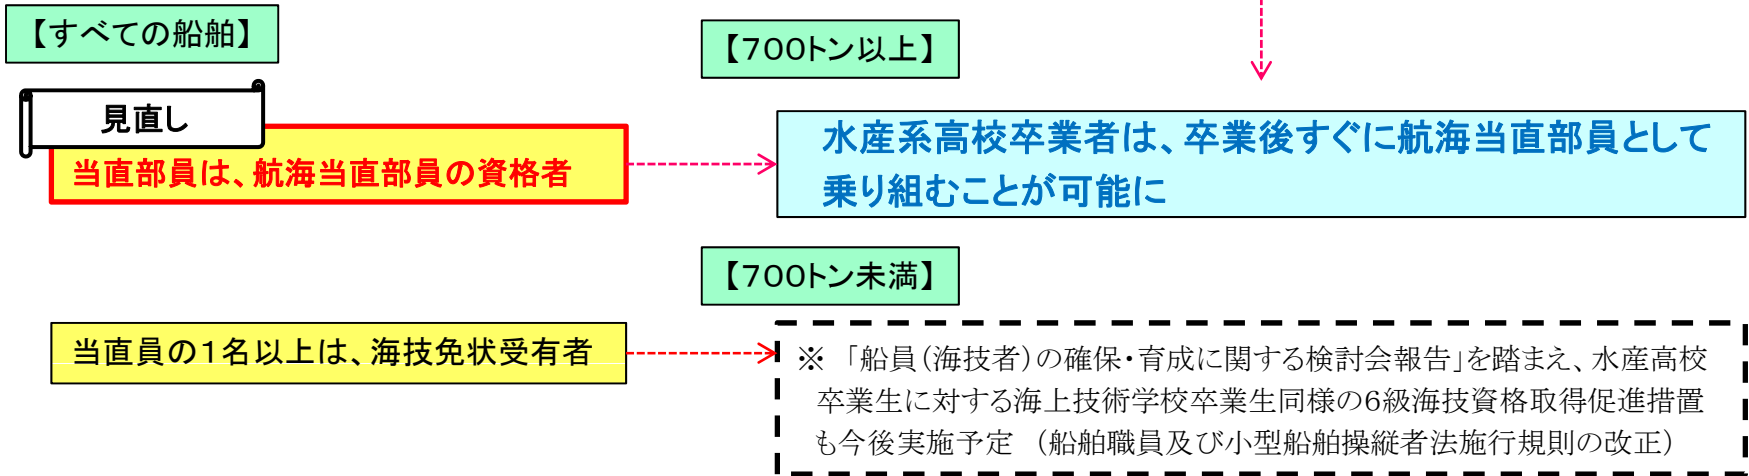 【すべての船舶】
【700トン以上】
見直し
当直部員は、航海当直部員の資格者
水産系高校卒業者は、卒業後すぐに航海当直部員として
乗り組むことが可能に
【700トン未満】
当直員の1名以上は、海技免状受有者
※ 「船員(海技者)の確保・育成に関する検討会報告」を踏まえ、水産高校
卒業生に対する海上技術学校卒業生同様の6級海技資格取得促進措置
も今後実施予定 (船舶職員及び小型船舶操縦者法施行規則の改正)